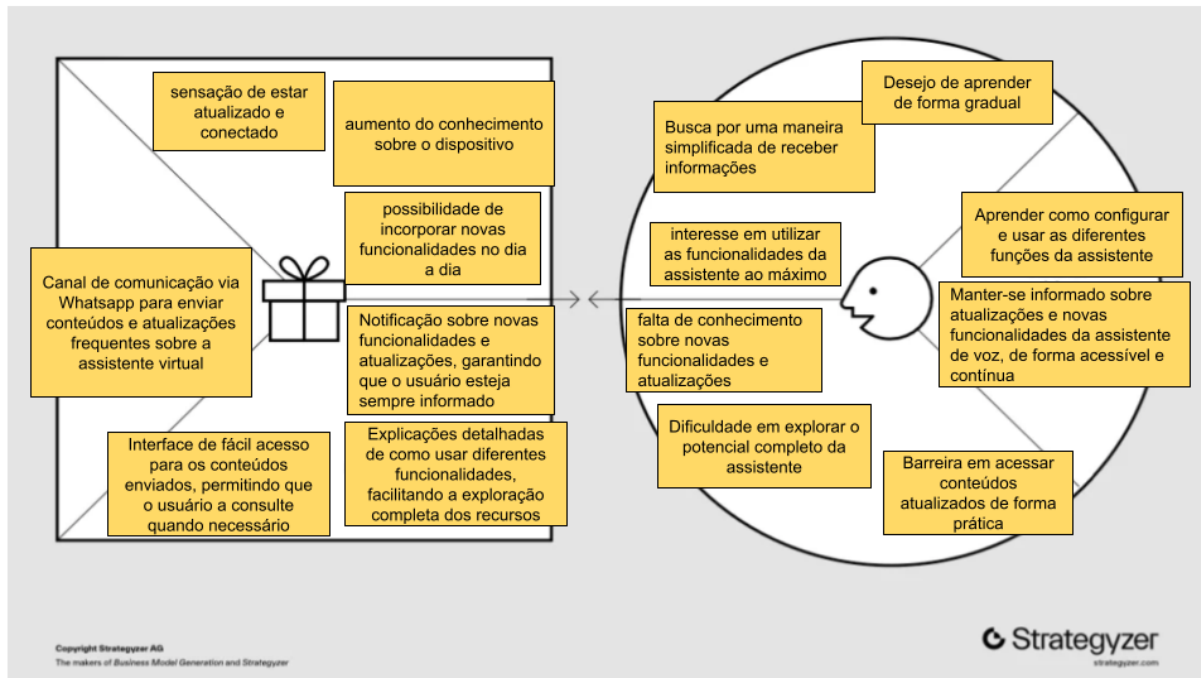 sensação de estar
atualizado e
conectado
aumento do conhecimento
sobre o dispositivo
possibilidade de
incorporar novas
funcionalidades no dia
a dia
Canal de comunicação via
Whatsapp para enviar
conteúdos e atualizações
frequentes sobre a
assistente virtual
Notificação sobre novas
funcionalidades e
atualizações, garantindo
que o usuário esteja
sempre informado
Interface de fácil acesso
para os conteúdos
enviados, permitindo que
o usuário a consulte
quando necessário
Explicações detalhadas
de como usar diferentes
funcionalidades,
facilitando a exploração
completa dos recursos
Desejo de aprender
de forma gradual
Busca por uma maneira
simplificada de receber
informações
interesse em utilizar
as funcionalidades da
assistente ao máximo
Aprender como configurar
e usar as diferentes
funções da assistente
Manter-se informado sobre
atualizações e novas
funcionalidades da assistente
de voz, de forma acessível e
contínua
falta de conhecimento
sobre novas
funcionalidades e
atualizações
Dificuldade em explorar o
potencial completo da
assistente
Barreira em acessar
conteúdos
atualizados de forma
prática
Copyright Strategyzer AG
The makers of Business Model Generation and Strategyzer
Strategyzer
strategyzer.com